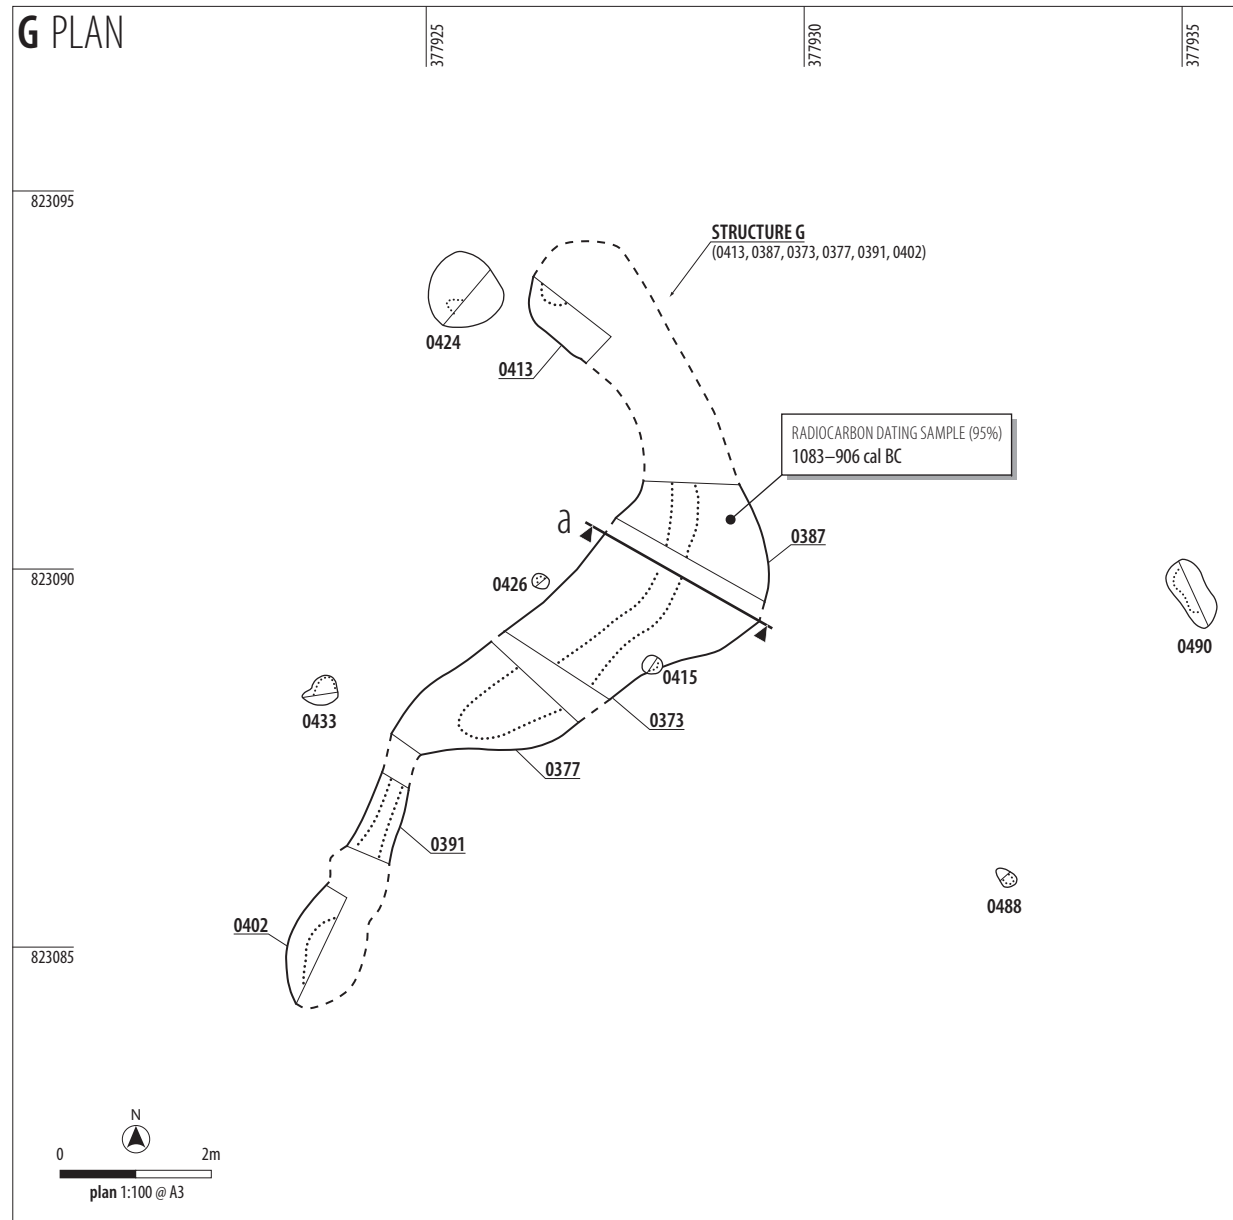 G PLAN
377925
377930
377935
823095
STRUCTURE G
(0413, 0387, 0373, 0377, 0391, 0402)
0424
0413
RADIOCARBON DATING SAMPLE (95%)
1083–906 cal BC
a
0387
823090
0426
0490
0415
0433
0373
0377
0391
0488
0402
823085
N
0 2m
plan 1:100 @ A3